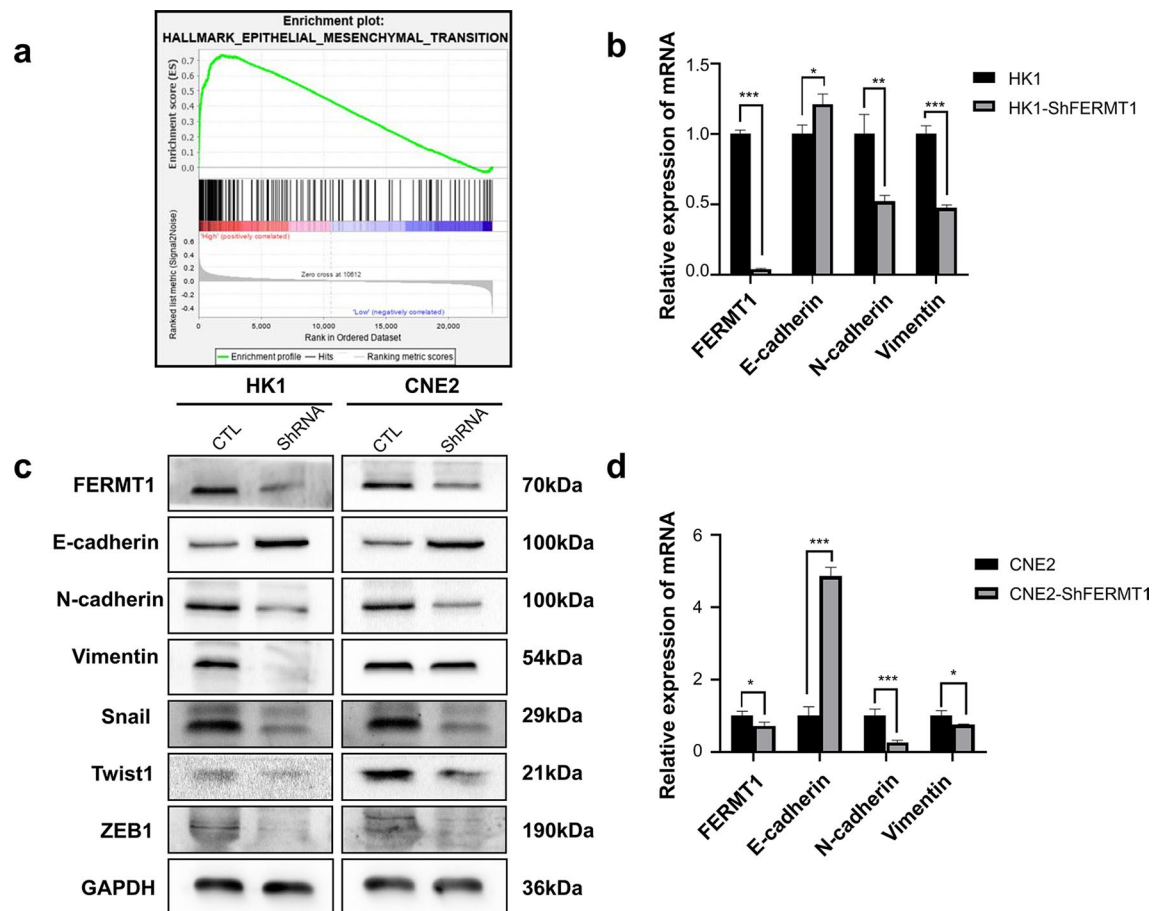 a
Enrichment plot:
HALLMARK_EPITHELIAL_MESENCHYMAL_TRANSITION
Enrichment score (ES)
0.7
0.6
0.5
0.4
0.3
0.2
0.1
0.0
'High' (positively correlated)
Ranked list metric (Signal2Noise)
0.6
0.4
0.2
0.0
-0.2
-0.4
Zero cross at 10612
'Low' (negatively correlated)
0 5,000 10,000 15,000 20,000
Rank in Ordered Dataset
Enrichment profile Hits Ranking metric scores
b
Relative expression of mRNA
1.5
1.0
0.5
0.0
*** * ** ***
FERMT1 E-cadherin N-cadherin Vimentin
HK1
HK1-ShFERMT1
c
HK1 CNE2
CTL ShRNA CTL ShRNA
FERMT1 70kDa
E-cadherin 100kDa
N-cadherin 100kDa
Vimentin 54kDa
Snail 29kDa
Twist1 21kDa
ZEB1 190kDa
GAPDH 36kDa
d
Relative expression of mRNA
6
4
2
0
* *** *** *
FERMT1 E-cadherin N-cadherin Vimentin
CNE2
CNE2-ShFERMT1